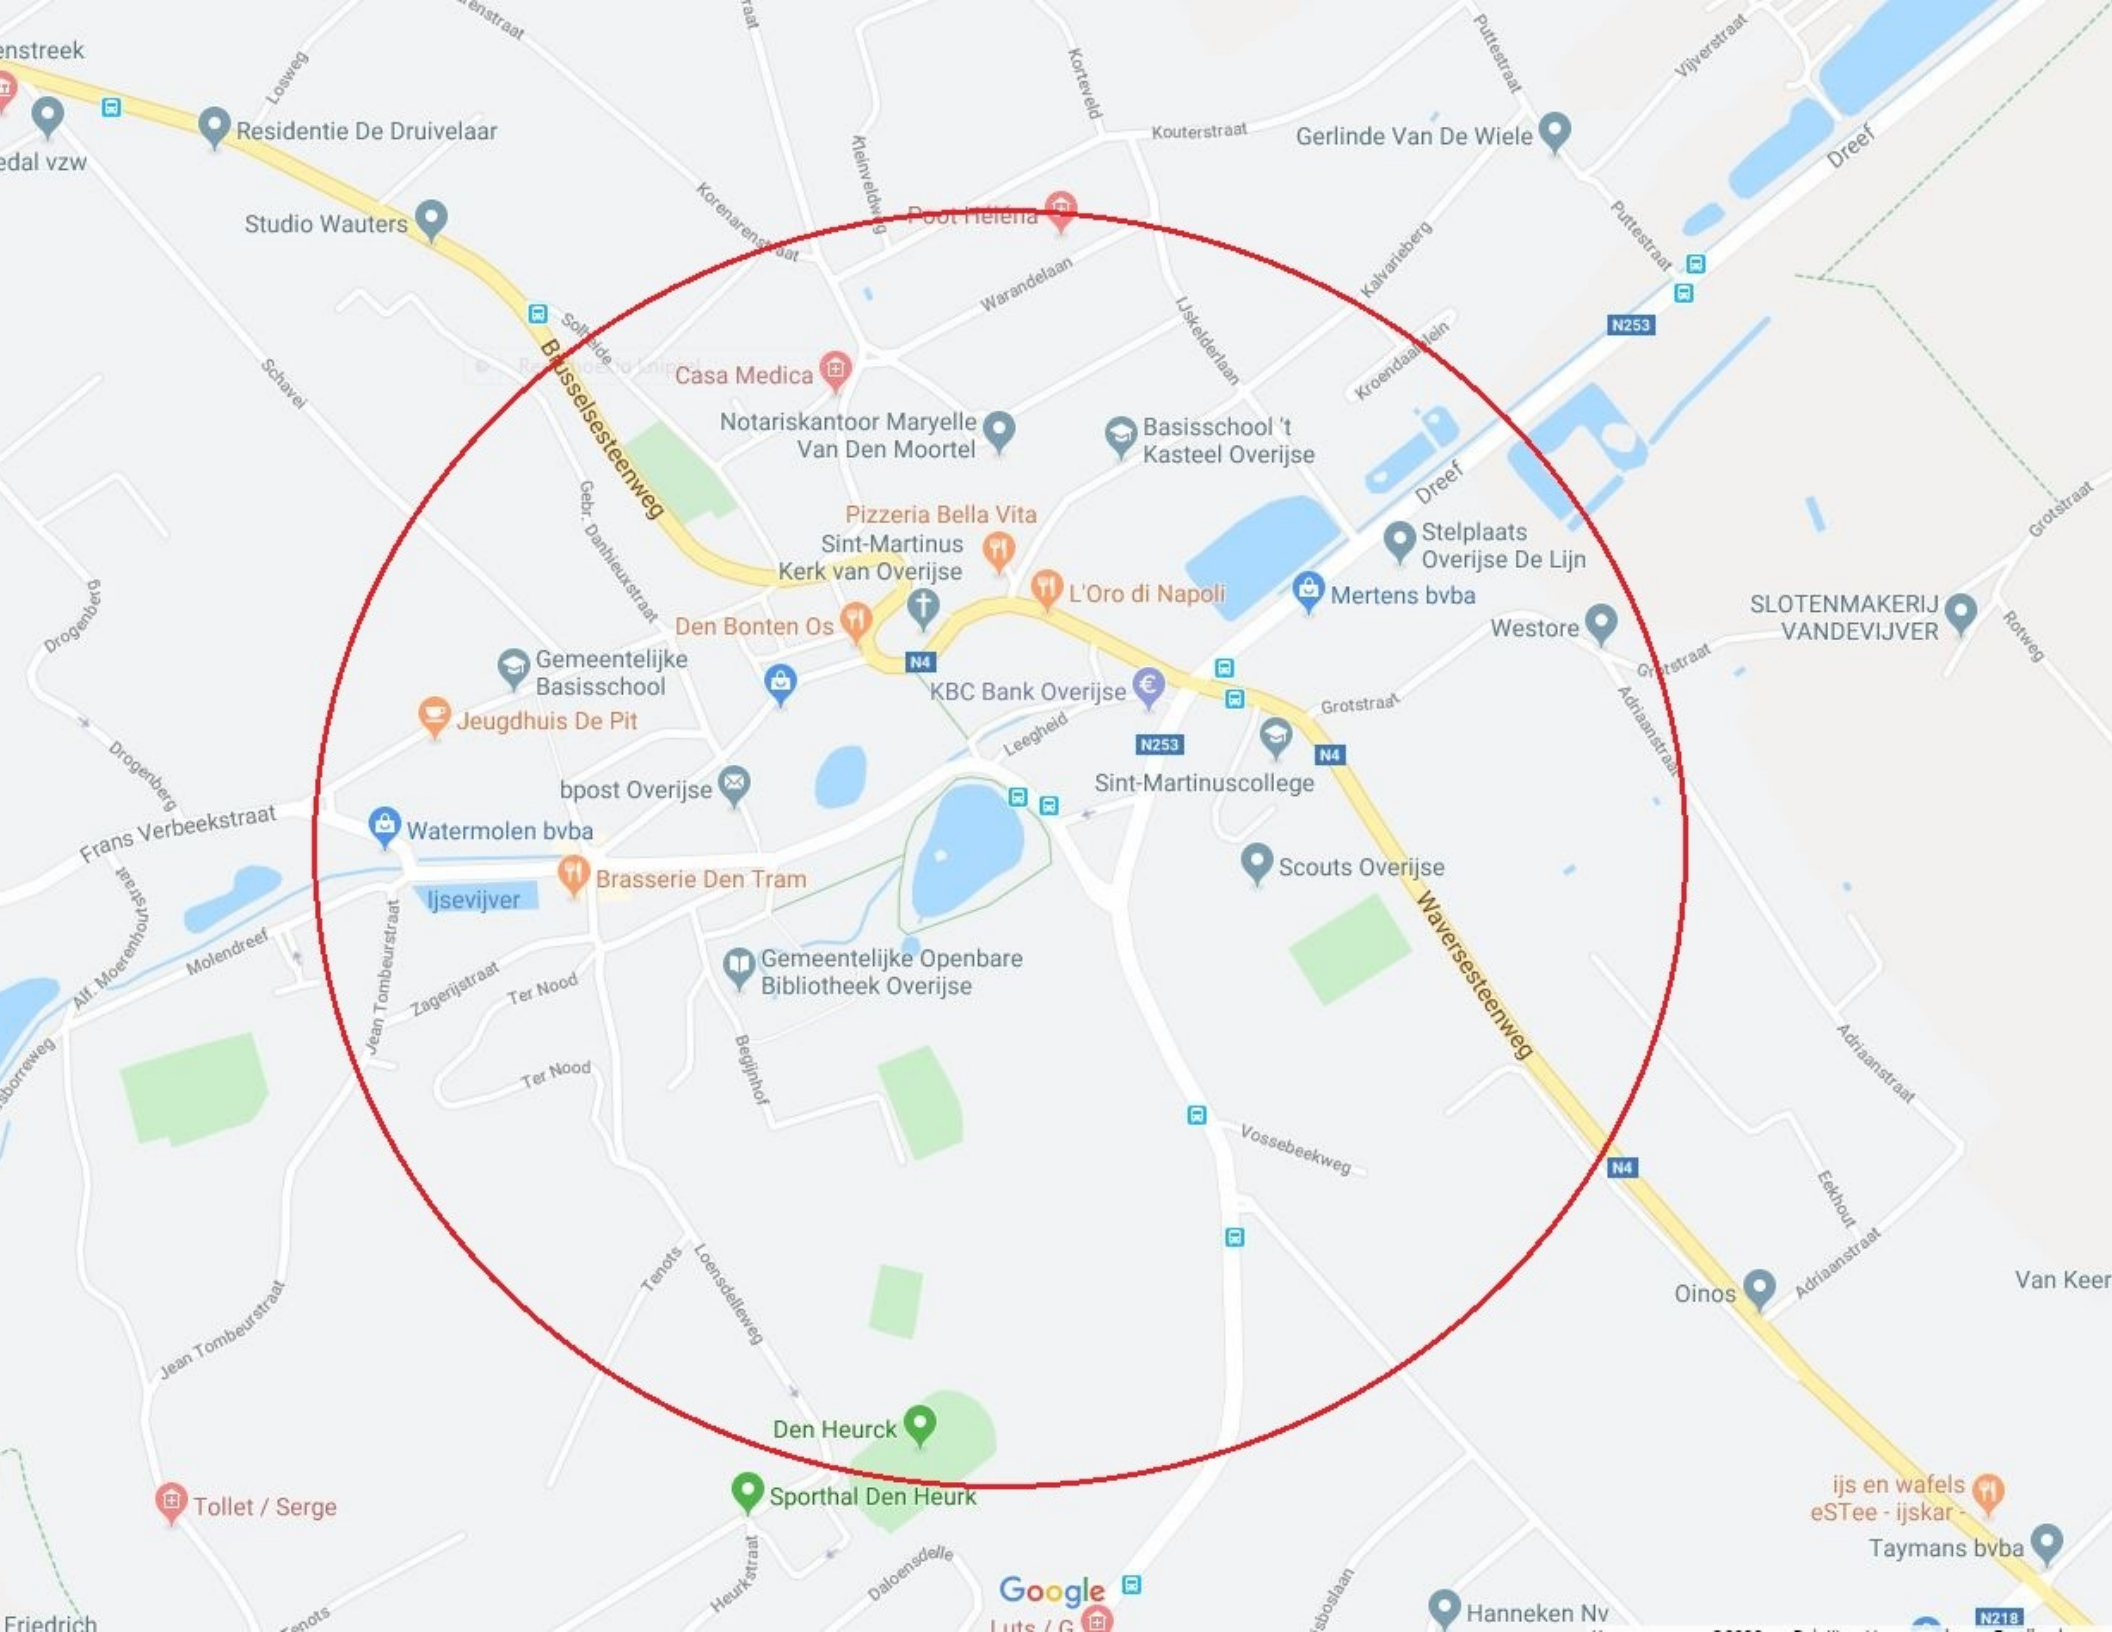 enstreek
edal vzw
Residentie De Druivelaar
Studio Wauters
Losweg
Korteveld
Kleinveldweg
Kouterstraat
Puttestraat
Vijverstraat
Gerlinde Van De Wiele
Dreef
Korenarenstraat
Poot Héléna
Warandelaan
IJskelderlaan
Kalvarieberg
Puttestraat
N253
Kroendaalplein
Solheide
Brusselsesteenweg
Schavei
Casa Medica
Notariskantoor Maryelle
Van Den Moortel
Basisschool 't
Kasteel Overijse
Dreef
Gebr. Danhieuxstraat
Pizzeria Bella Vita
Sint-Martinus
Kerk van Overijse
L'Oro di Napoli
Den Bonten Os
N4
Stelplaats
Overijse De Lijn
Mertens bvba
Westore
SLOTENMAKERIJ
VANDEVIJVER
Grotstraat
Rotweg
Grotstraat
Grotstraat
Adriaanstraat
Drogenberg
Gemeentelijke
Basisschool
Jeugdhuis De Pit
KBC Bank Overijse
Leegheid
N253
N4
Sint-Martinuscollege
Drogenberg
bpost Overijse
Frans Verbeekstraat
Watermolen bvba
Brasserie Den Tram
Ijsevijver
Scouts Overijse
Waversesteenweg
Alf. Moerenhoutstraat
Molendreef
Jean Tombeurstraat
Zagerijstraat
Ter Nood
Ter Nood
Gemeentelijke Openbare
Bibliotheek Overijse
Begijnhof
Vossebeekweg
N4
Adriaanstraat
Eekhout
Adriaanstraat
Oinos
Van Keer
Tenots
Loensdelleweg
Jean Tombeurstraat
Den Heurck
Sporthal Den Heurk
Tollet / Serge
Heurkstraat
Daloensdelle
Google
Luts / G
ijs en wafels
eSTee - ijskar -
Taymans bvba
Hanneken Nv
N218
Friedrich